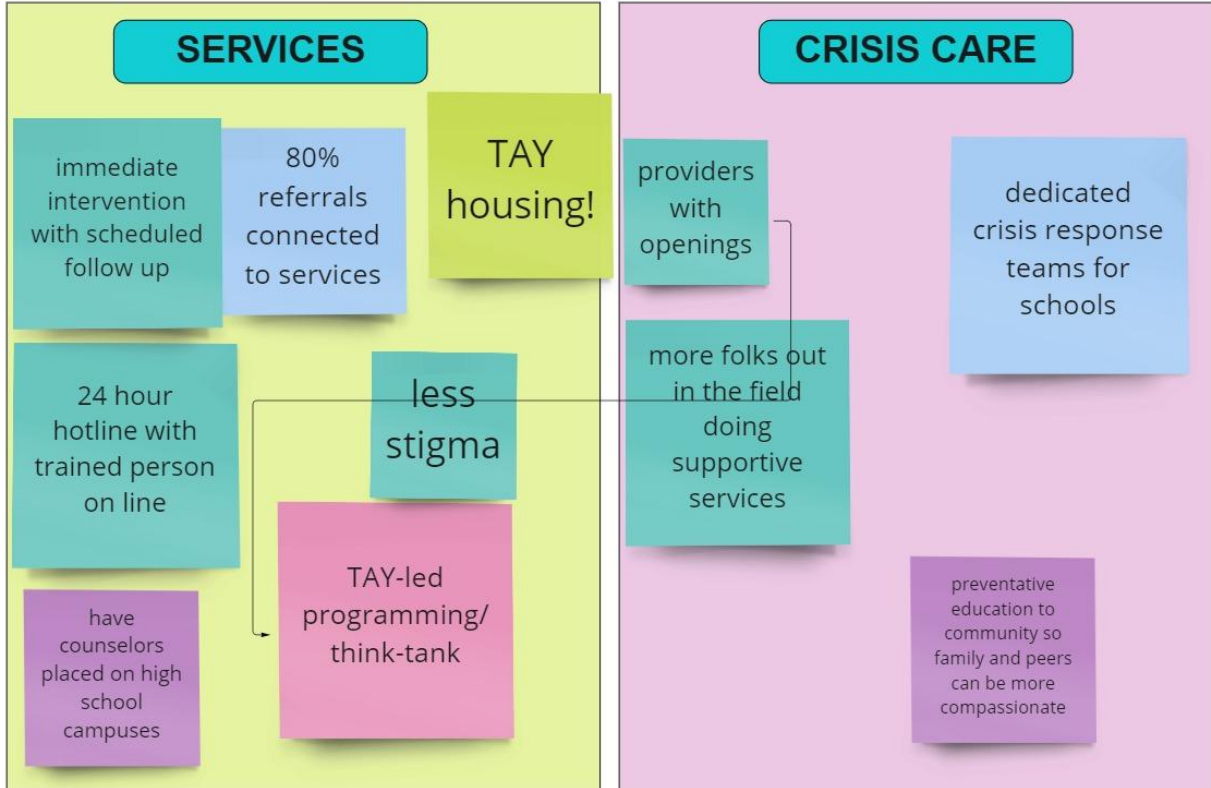 SERVICES
immediate
intervention
with scheduled
follow up
80%
referrals
connected
to services
TAY
housing!
24 hour
hotline with
trained person
on line
less
stigma
have
counselors
placed on high
school
campuses
TAY-led
programming/
think-tank
CRISIS CARE
providers
with
openings
dedicated
crisis response
teams for
schools
more folks out
in the field
doing
supportive
services
preventative
education to
community so
family and peers
can be more
compassionate